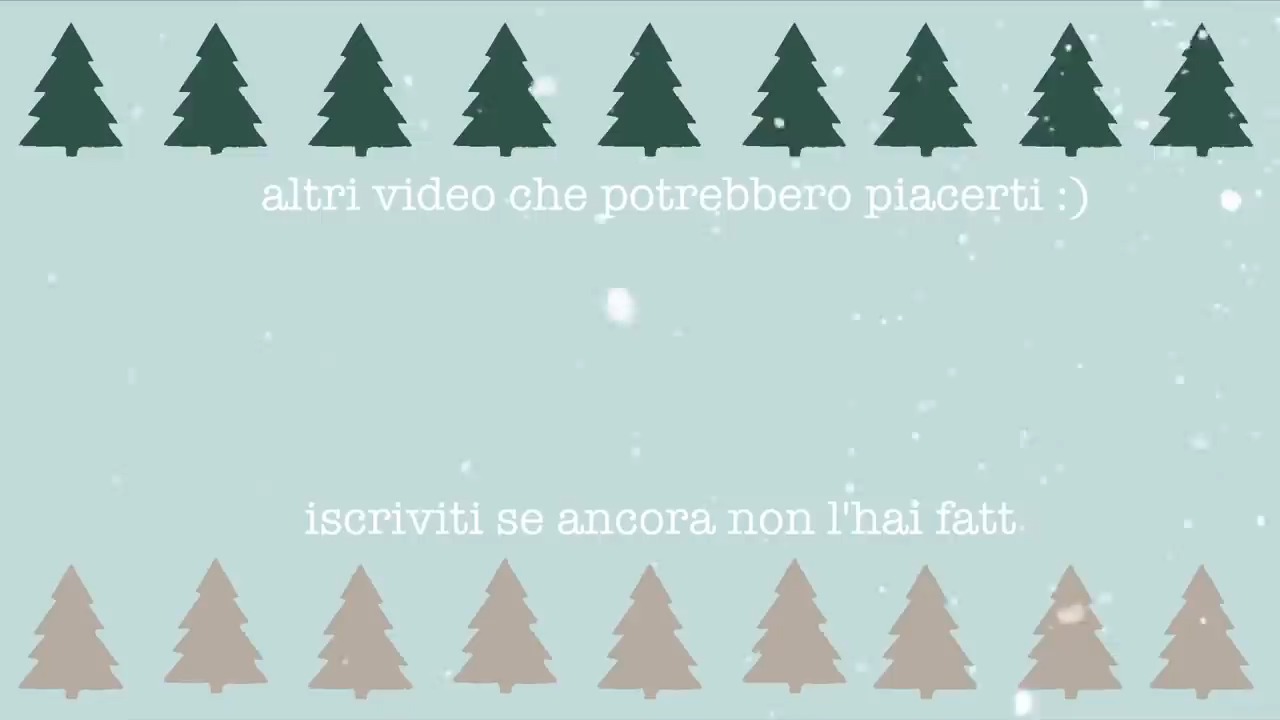 altri video che potrebbero piacerti :)
iscriviti se ancora non l'hai fatt